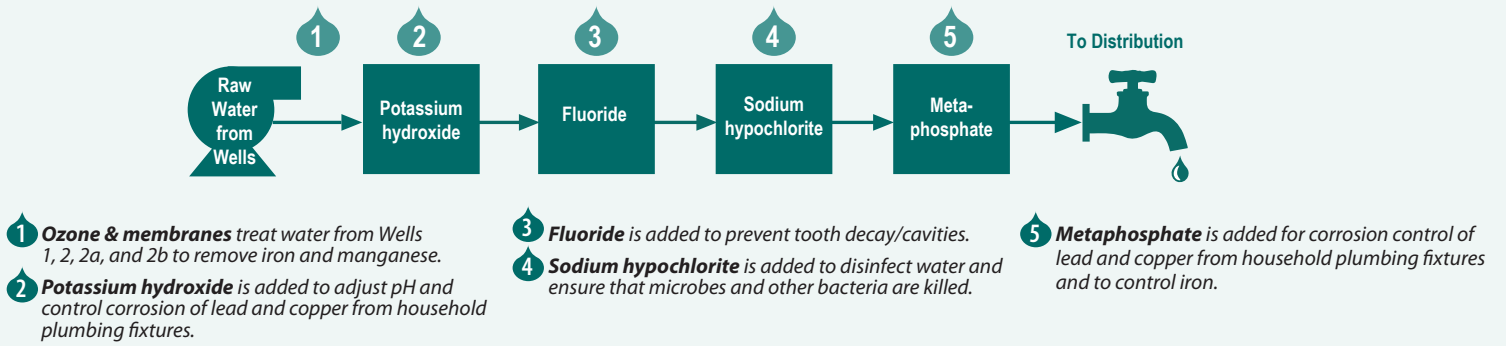 1
2
3
4
5
To Distribution
Raw
Water
from
Wells
Potassium
hydroxide
Fluoride
Sodium
hypochlorite
Meta-
phosphate
1 Ozone & membranes treat water from Wells
1, 2, 2a, and 2b to remove iron and manganese.
2 Potassium hydroxide is added to adjust pH and
control corrosion of lead and copper from household
plumbing fixtures.
3 Fluoride is added to prevent tooth decay/cavities.
4 Sodium hypochlorite is added to disinfect water and
ensure that microbes and other bacteria are killed.
5 Metaphosphate is added for corrosion control of
lead and copper from household plumbing fixtures
and to control iron.